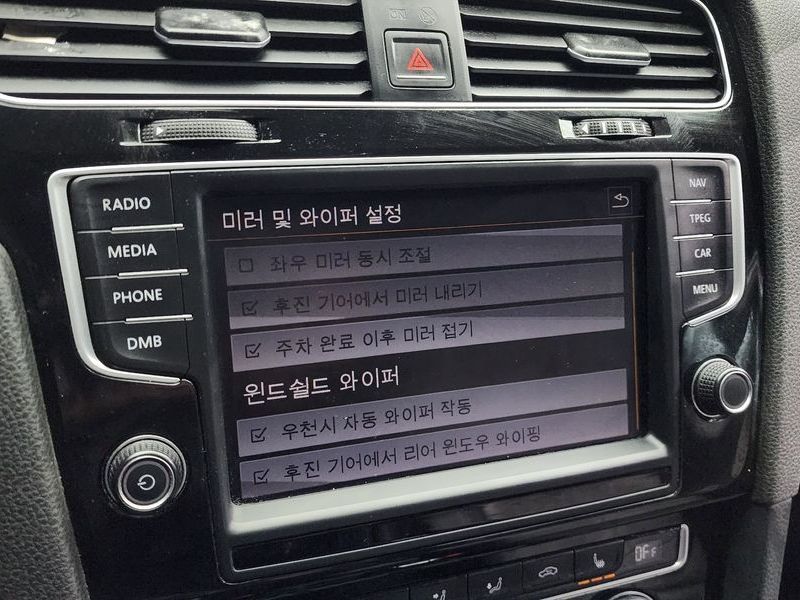 RADIO
MEDIA
PHONE
DMB
미러 및 와이퍼 설정
좌우 미러 동시 조절
후진 기어에서 미러 내리기
주차 완료 이후 미러 접기
윈드쉴드 와이퍼
우천시 자동 와이퍼 작동
후진 기어에서 리어 윈도우 와이핑
NAV
TPEG
CAR
MENU
OFF